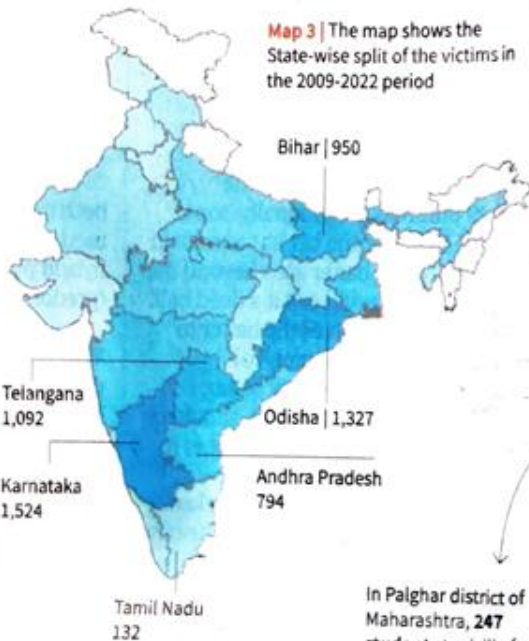 Map 3 | The map shows the
State-wise split of the victims in
the 2009-2022 period
Bihar | 950
Telangana
1,092
Odisha | 1,327
Karnataka
1,524
Andhra Pradesh
794
Tamil Nadu
132
In Palghar district of
Maharashtra, 247